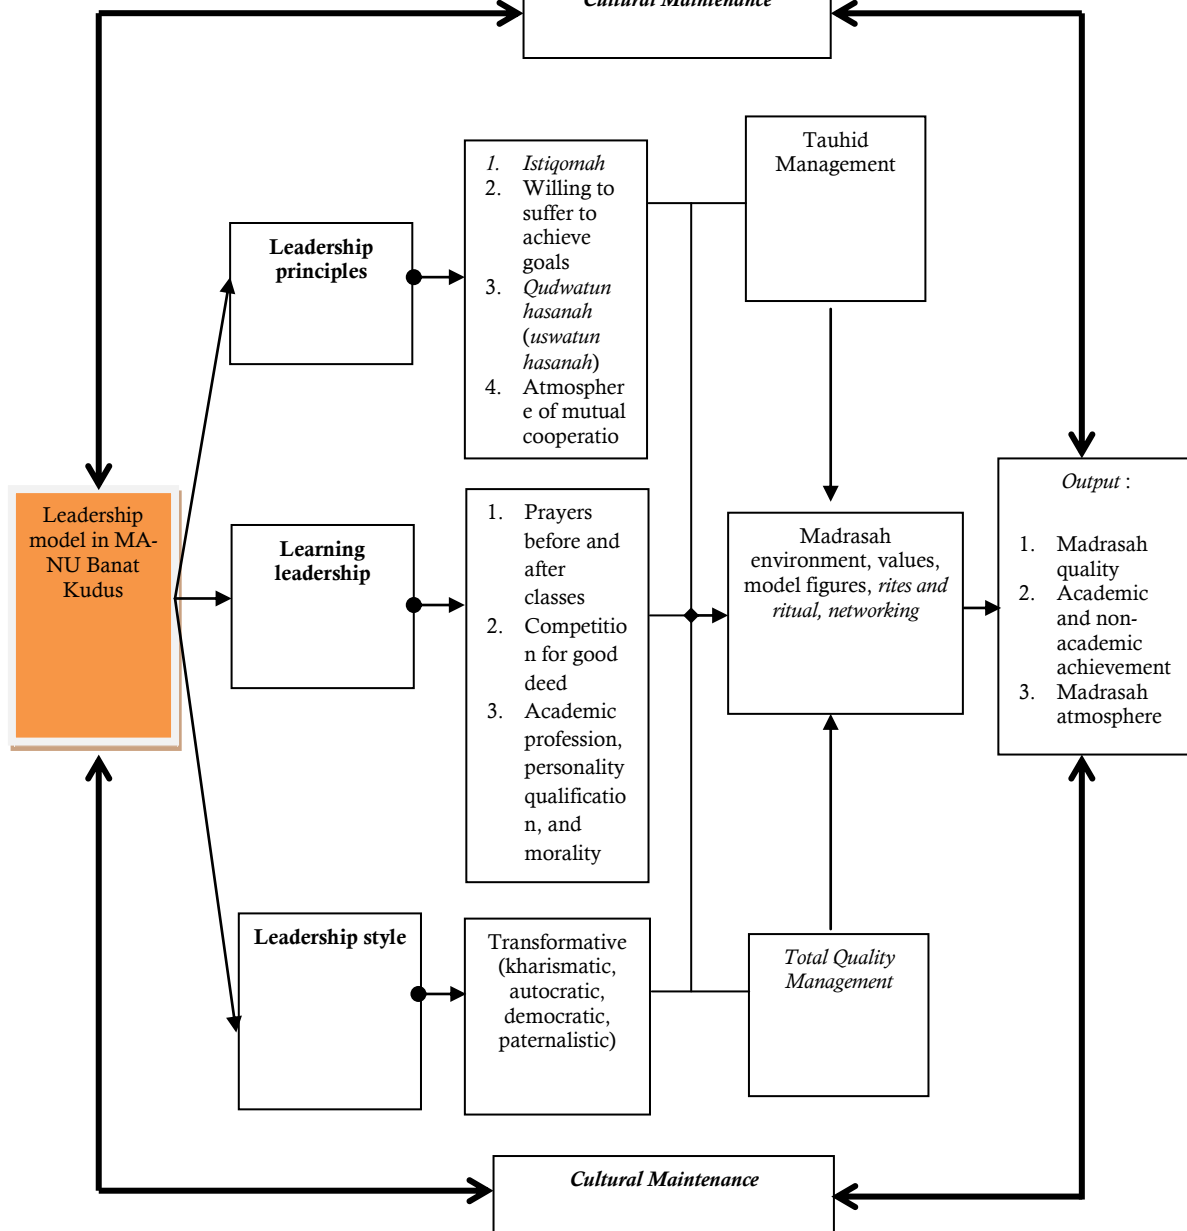 Cultural Maintenance
Tauhid
Management
1. Istiqomah
2. Willing to
suffer to
achieve
goals
3. Qudwatun
hasanah
(uswatun
hasanah)
4. Atmospher
e of mutual
cooperatio
Leadership
principles
Leadership
model in MA-
NU Banat
Kudus
Learning
leadership
1. Prayers
before and
after
classes
2. Competitio
n for good
deed
3. Academic
profession,
personality
qualificatio
n, and
morality
Madrasah
environment, values,
model figures, rites and
ritual, networking
Output :
1. Madrasah
quality
2. Academic
and non-
academic
achievement
3. Madrasah
atmosphere
Leadership style
Transformative
(kharismatic,
autocratic,
democratic,
paternalistic)
Total Quality
Management
Cultural Maintenance